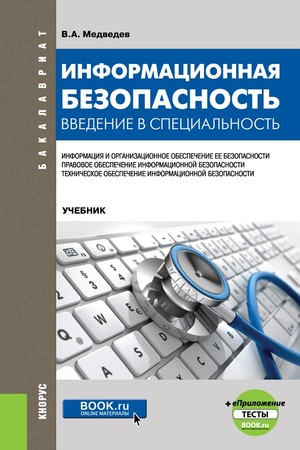 БАКАЛАВРИАТ
В.А. Медведев
ИНФОРМАЦИОННАЯ
БЕЗОПАСНОСТЬ
ВВЕДЕНИЕ В СПЕЦИАЛЬНОСТЬ
ИНФОРМАЦИЯ И ОРГАНИЗАЦИОННОЕ ОБЕСПЕЧЕНИЕ ЕЕ БЕЗОПАСНОСТИ
ПРАВОВОЕ ОБЕСПЕЧЕНИЕ ИНФОРМАЦИОННОЙ БЕЗОПАСНОСТИ
ТЕХНИЧЕСКОЕ ОБЕСПЕЧЕНИЕ ИНФОРМАЦИОННОЙ БЕЗОПАСНОСТИ
УЧЕБНИК
КНОРУС
BOOK.ru
ONLINE МАТЕРИАЛЫ
+ еПриложение
ТЕСТЫ
BOOK.ru